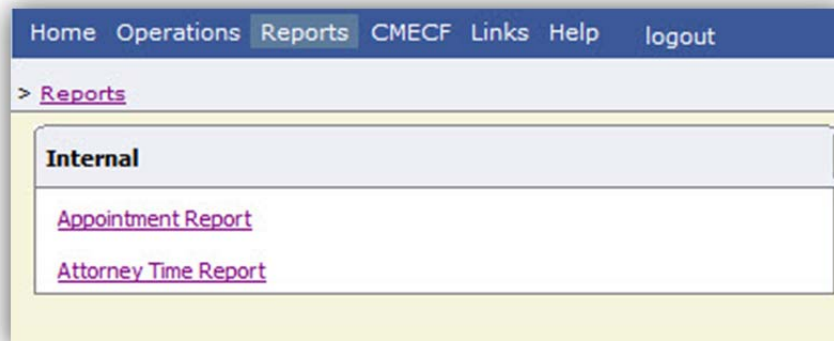 Home Operations Reports CMECF Links Help logout
> Reports
Internal
Appointment Report
Attorney Time Report